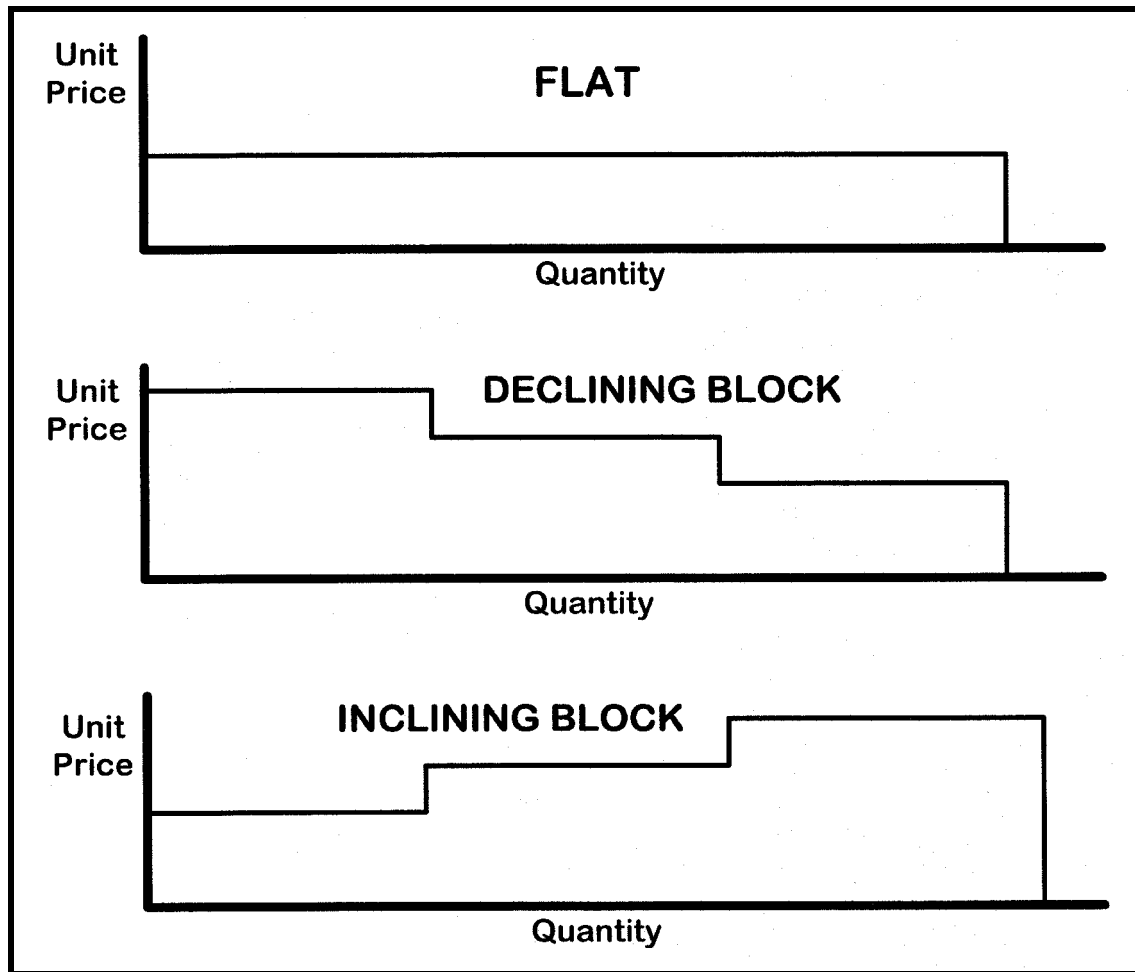 Unit
Price
FLAT
Quantity
Unit
Price
DECLINING BLOCK
Quantity
Unit
Price
INCLINING BLOCK
Quantity